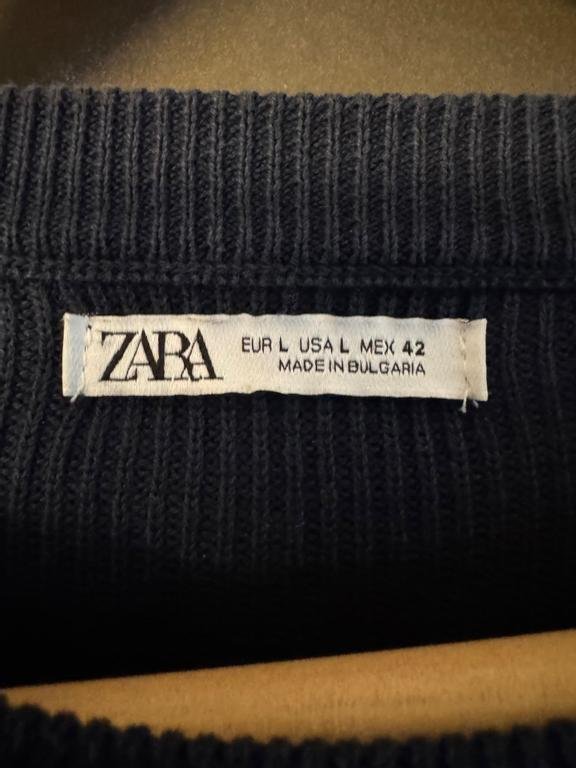 ZARA
EUR L USA L MEX 42
MADE IN BULGARIA